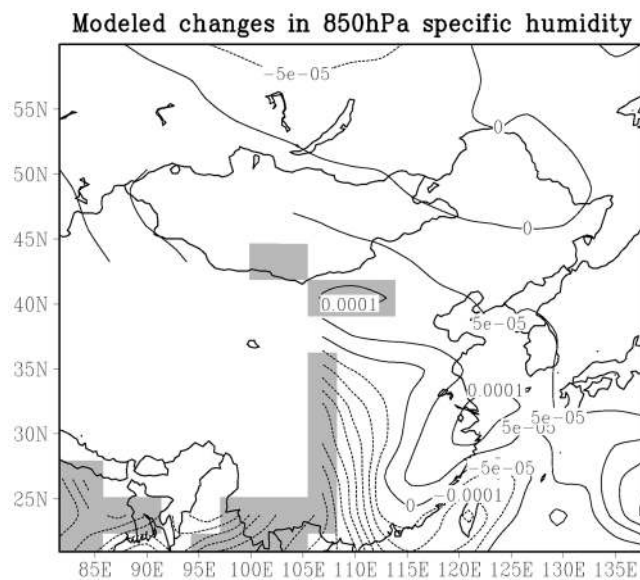 Modeled changes in 850hPa specific humidity
-5e-05
55N
0
50N
0
45N
40N
0.0001
5e-05
35N
0.0001
5e-05
30N
5e-05
-5e-05
25N
0
-0.0001
85E 90E 95E 100E 105E 110E 115E 120E 125E 130E 135E